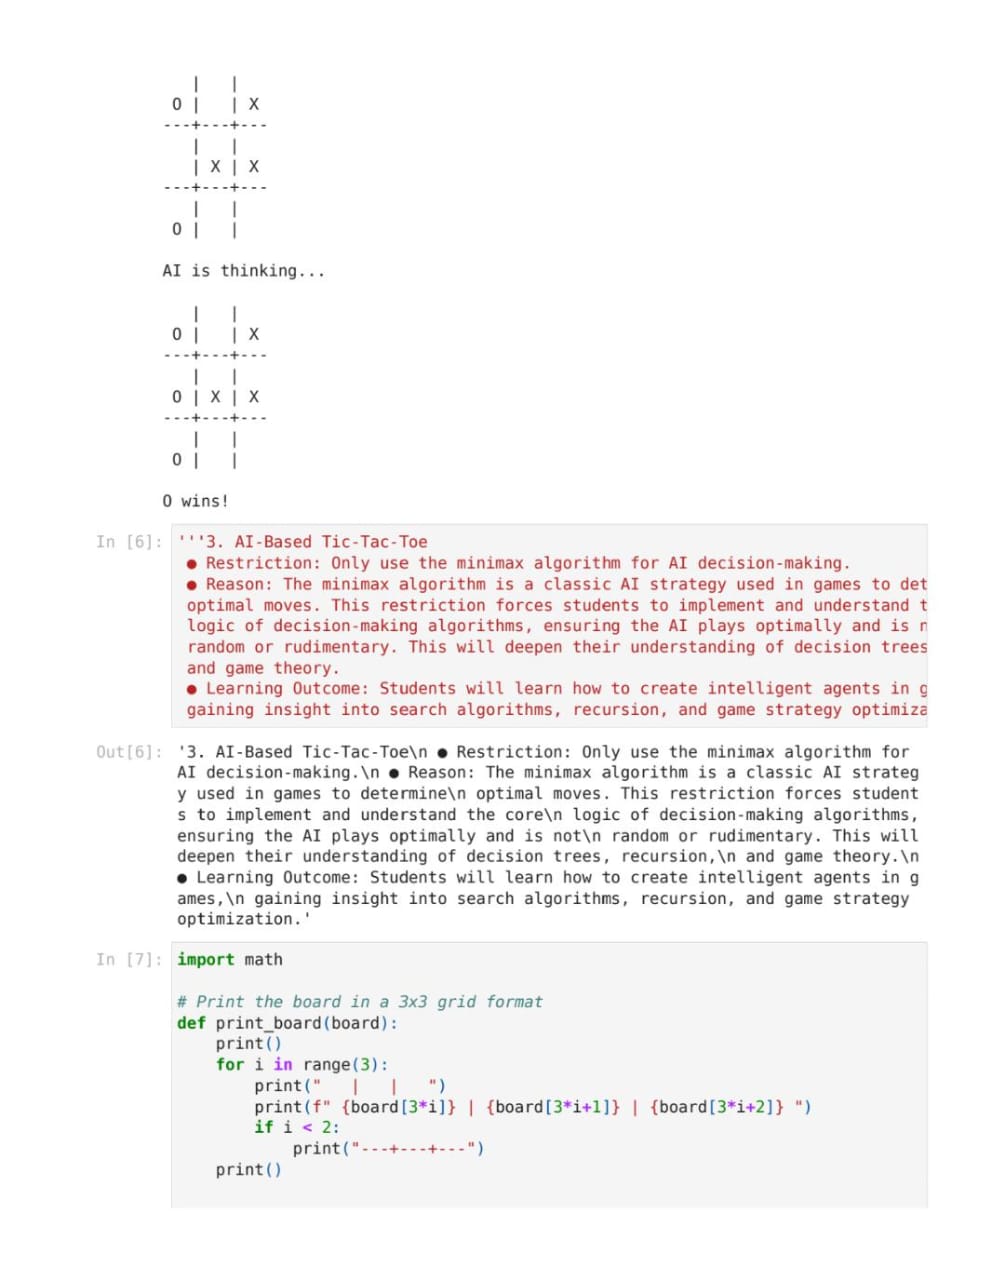 |   |
O |   | X
---+---+---
  |   |
  | X | X
---+---+---
  |   |
O |   |
AI is thinking...
  |   |
O |   | X
---+---+---
  |   |
O | X | X
---+---+---
  |   |
O |   |
O wins!
In [6]: '''3. AI-Based Tic-Tac-Toe
● Restriction: Only use the minimax algorithm for AI decision-making.
● Reason: The minimax algorithm is a classic AI strategy used in games to det
optimal moves. This restriction forces students to implement and understand t
logic of decision-making algorithms, ensuring the AI plays optimally and is n
random or rudimentary. This will deepen their understanding of decision trees
and game theory.
● Learning Outcome: Students will learn how to create intelligent agents in g
gaining insight into search algorithms, recursion, and game strategy optimiza
Out[6]: '3. AI-Based Tic-Tac-Toe\n ● Restriction: Only use the minimax algorithm for
AI decision-making.\n ● Reason: The minimax algorithm is a classic AI strateg
y used in games to determine\n optimal moves. This restriction forces student
s to implement and understand the core\n logic of decision-making algorithms,
ensuring the AI plays optimally and is not\n random or rudimentary. This will
deepen their understanding of decision trees, recursion,\n and game theory.\n
● Learning Outcome: Students will learn how to create intelligent agents in g
ames,\n gaining insight into search algorithms, recursion, and game strategy
optimization.'
In [7]: import math
# Print the board in a 3x3 grid format
def print_board(board):
    print()
    for i in range(3):
        print("   |   |   ")
        print(f" {board[3*i]} | {board[3*i+1]} | {board[3*i+2]} ")
        if i < 2:
            print("---+---+---")
    print()